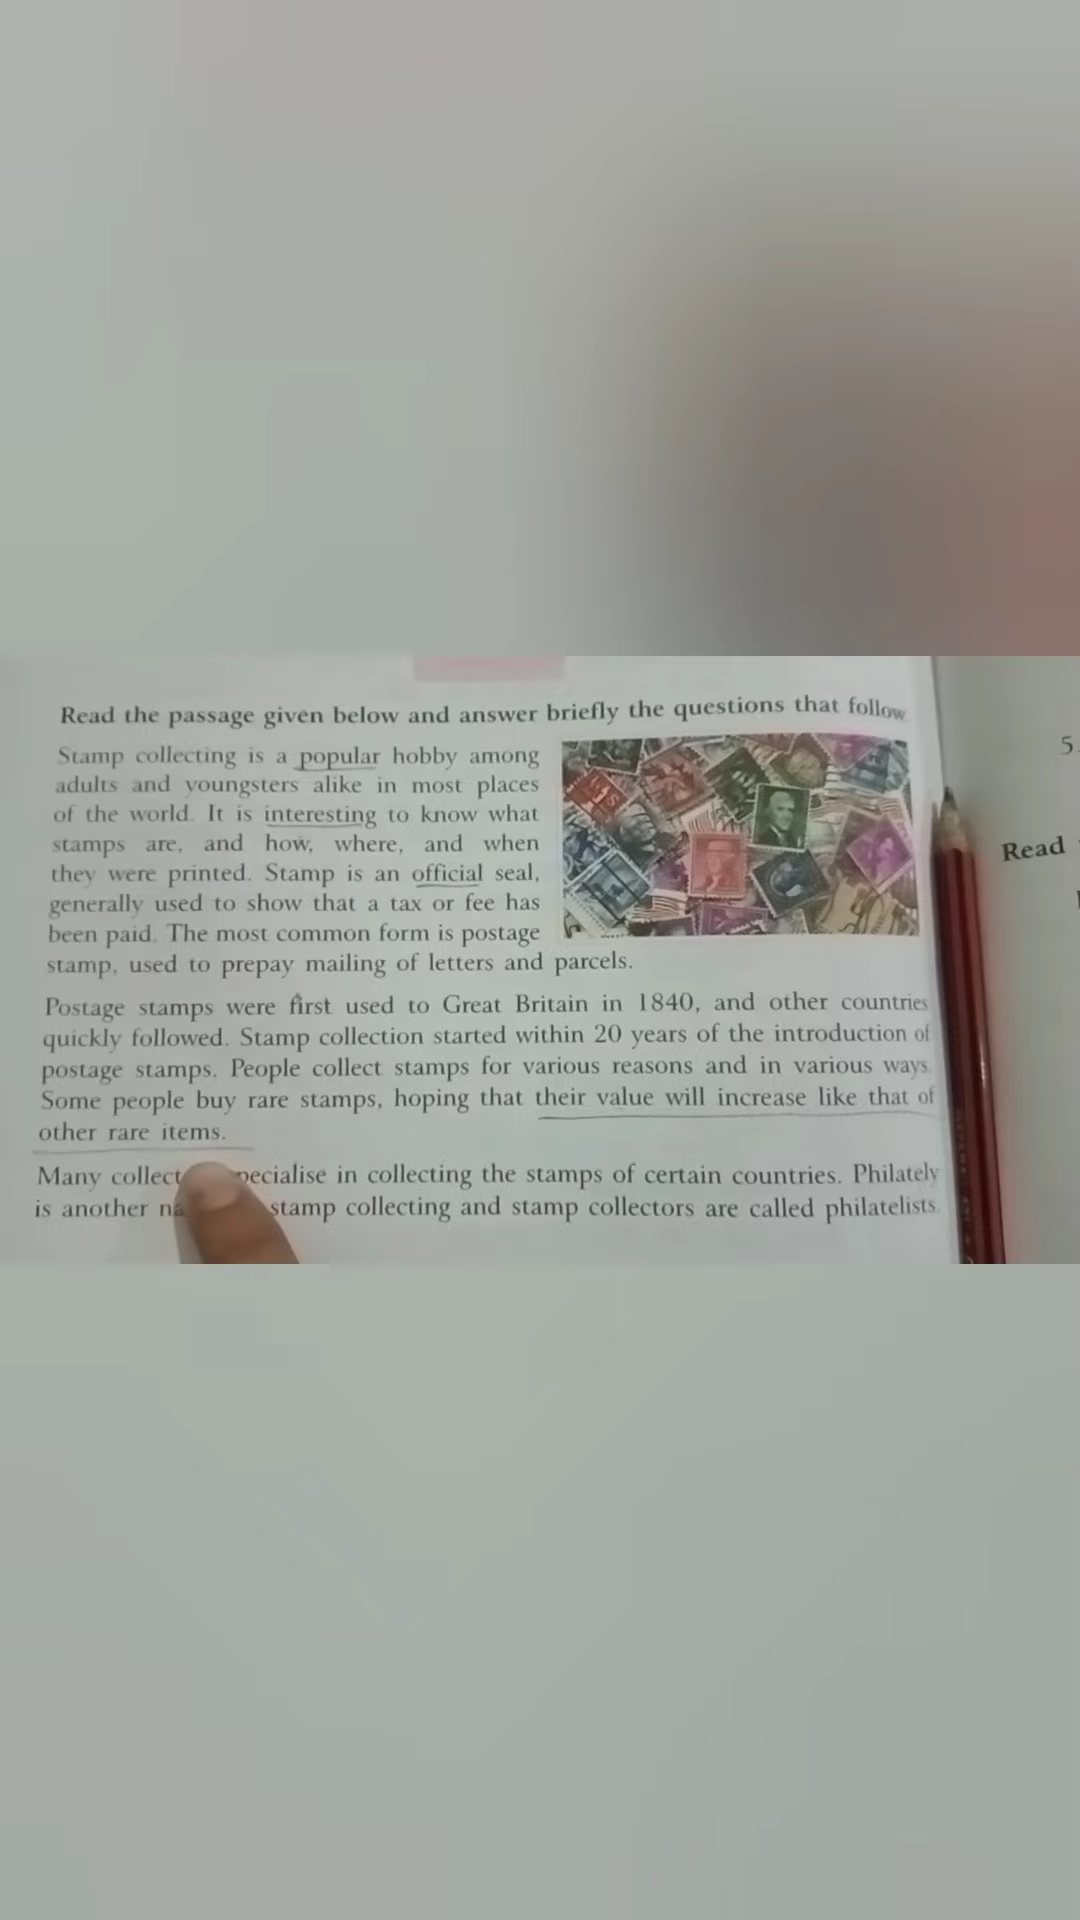 Read the passage given below and answer briefly the questions that follow
Stamp collecting is a popular hobby among
adults and youngsters alike in most places
of the world. It is interesting to know what
stamps are, and how, where, and when
they were printed. Stamp is an official seal,
generally used to show that a tax or fee has
been paid. The most common form is postage
stamp, used to prepay mailing of letters and parcels.
Postage stamps were first used to Great Britain in 1840, and other countries
quickly followed. Stamp collection started within 20 years of the introduction of
postage stamps. People collect stamps for various reasons and in various ways.
Some people buy rare stamps, hoping that their value will increase like that of
other rare items.
Many collect pecialise in collecting the stamps of certain countries. Philately
is another na stamp collecting and stamp collectors are called philatelists.
5.
Read